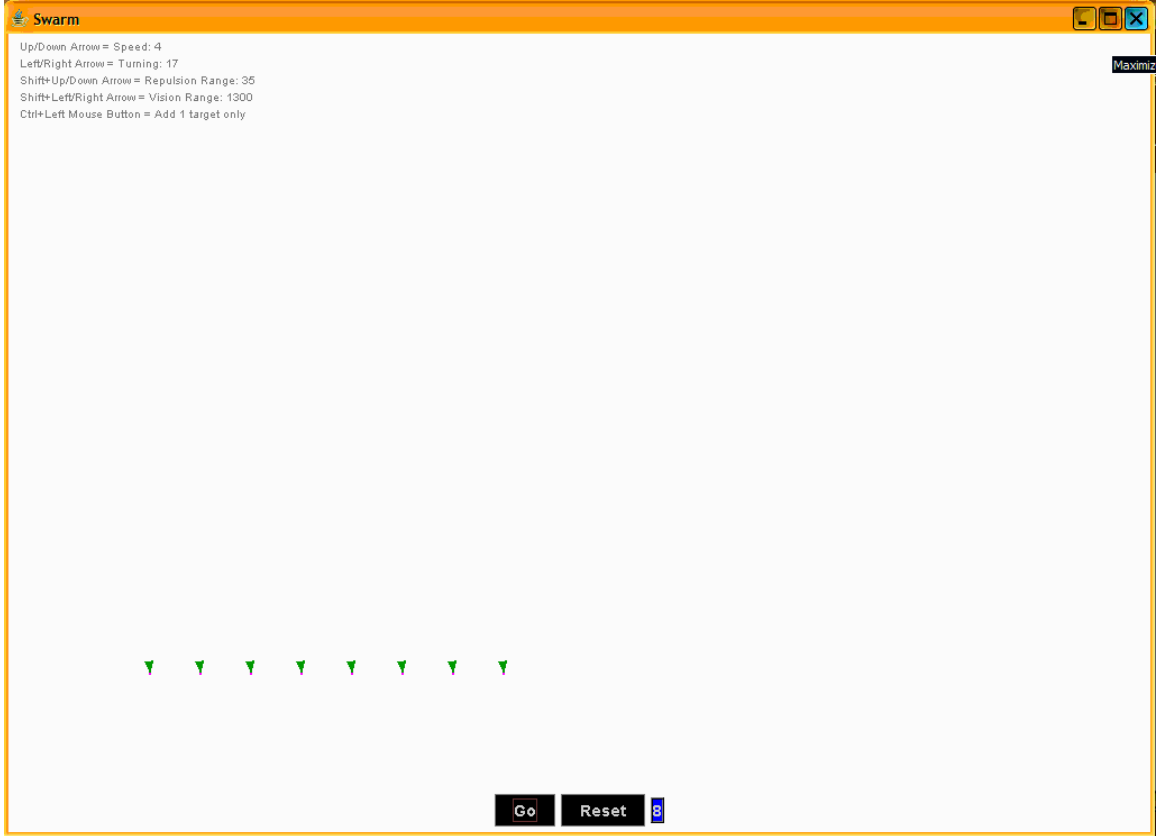 Swarm
Up/Down Arrow = Speed: 4
Left/Right Arrow = Turning: 17
Shift+Up/Down Arrow = Repulsion Range: 35
Shift+Left/Right Arrow = Vision Range: 1300
Ctrl+Left Mouse Button = Add 1 target only
Maximiz
Go Reset 8